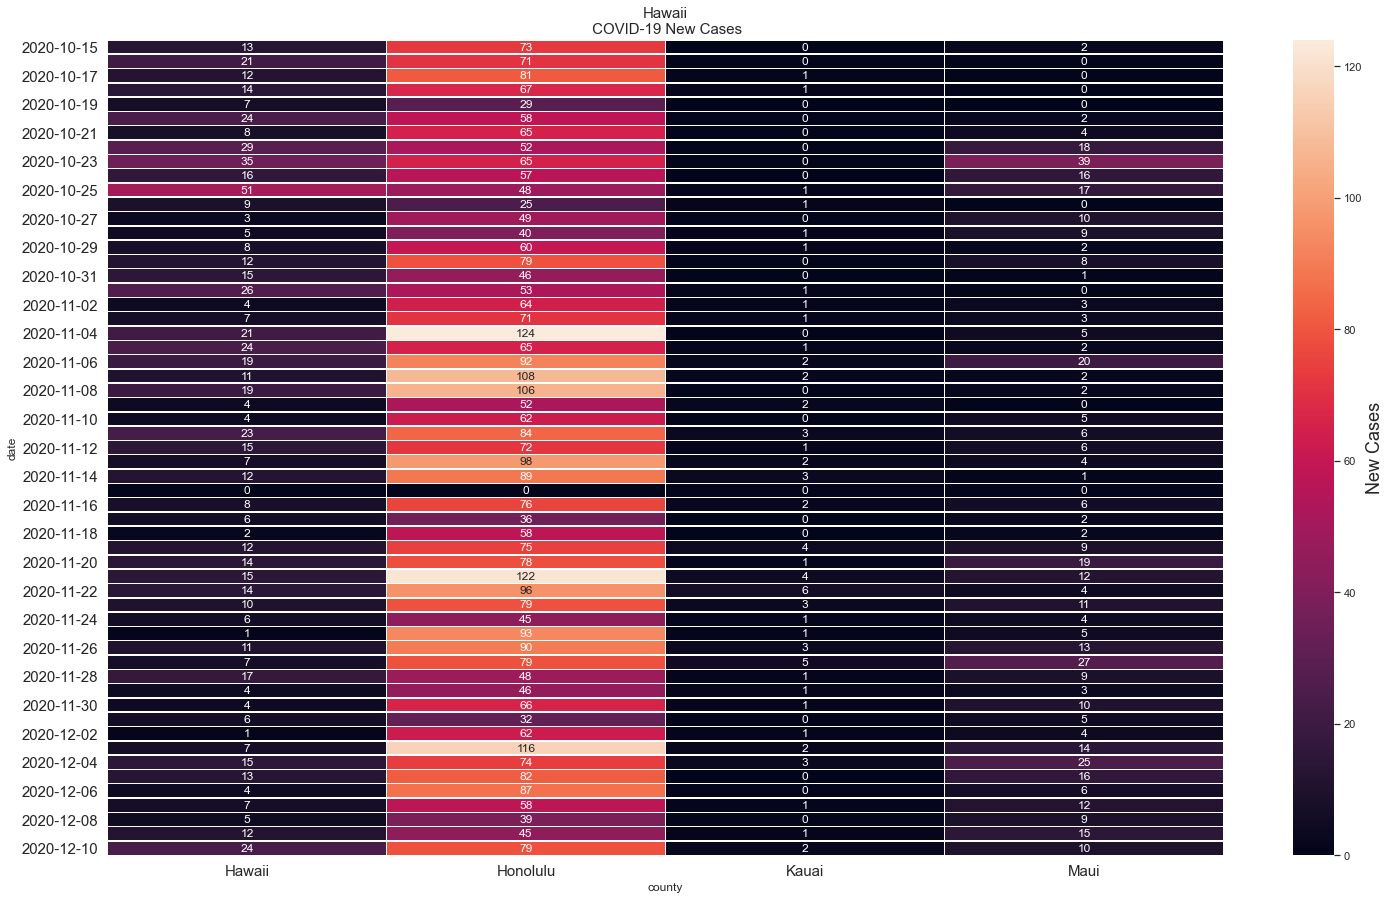 Hawaii
COVID-19 New Cases
2020-10-15 13 73 0 2
21 71 0 0
2020-10-17 12 81 1 0
14 67 1 0
2020-10-19 7 29 0 0
24 58 0 2
2020-10-21 8 65 0 4
29 52 0 18
2020-10-23 35 65 0 39
16 57 0 16
2020-10-25 51 48 1 17
9 25 1 0
2020-10-27 3 49 0 10
5 40 1 9
2020-10-29 8 60 1 2
12 79 0 8
2020-10-31 15 46 0 1
26 53 1 0
2020-11-02 4 64 1 3
7 71 1 3
2020-11-04 21 124 0 5
24 65 1 2
2020-11-06 19 92 2 20
11 108 2 2
2020-11-08 19 106 0 2
4 52 2 0
2020-11-10 4 62 0 5
23 84 3 6
2020-11-12 15 72 1 6
7 98 2 4
2020-11-14 12 89 3 1
0 0 0 0
2020-11-16 8 76 2 6
6 36 0 2
2020-11-18 2 58 0 2
12 75 4 9
2020-11-20 14 78 1 19
15 122 4 12
2020-11-22 14 96 6 4
10 79 3 11
2020-11-24 6 45 1 4
1 93 1 5
2020-11-26 11 90 3 13
7 79 5 27
2020-11-28 17 48 1 9
4 46 1 3
2020-11-30 4 66 1 10
6 32 0 5
2020-12-02 1 62 1 4
7 116 2 14
2020-12-04 15 74 3 25
13 82 0 16
2020-12-06 4 87 0 6
7 58 1 12
2020-12-08 5 39 0 9
12 45 1 15
2020-12-10 24 79 2 10
Hawaii Honolulu Kauai Maui
county
date
120
100
80
60
40
20
0
New Cases